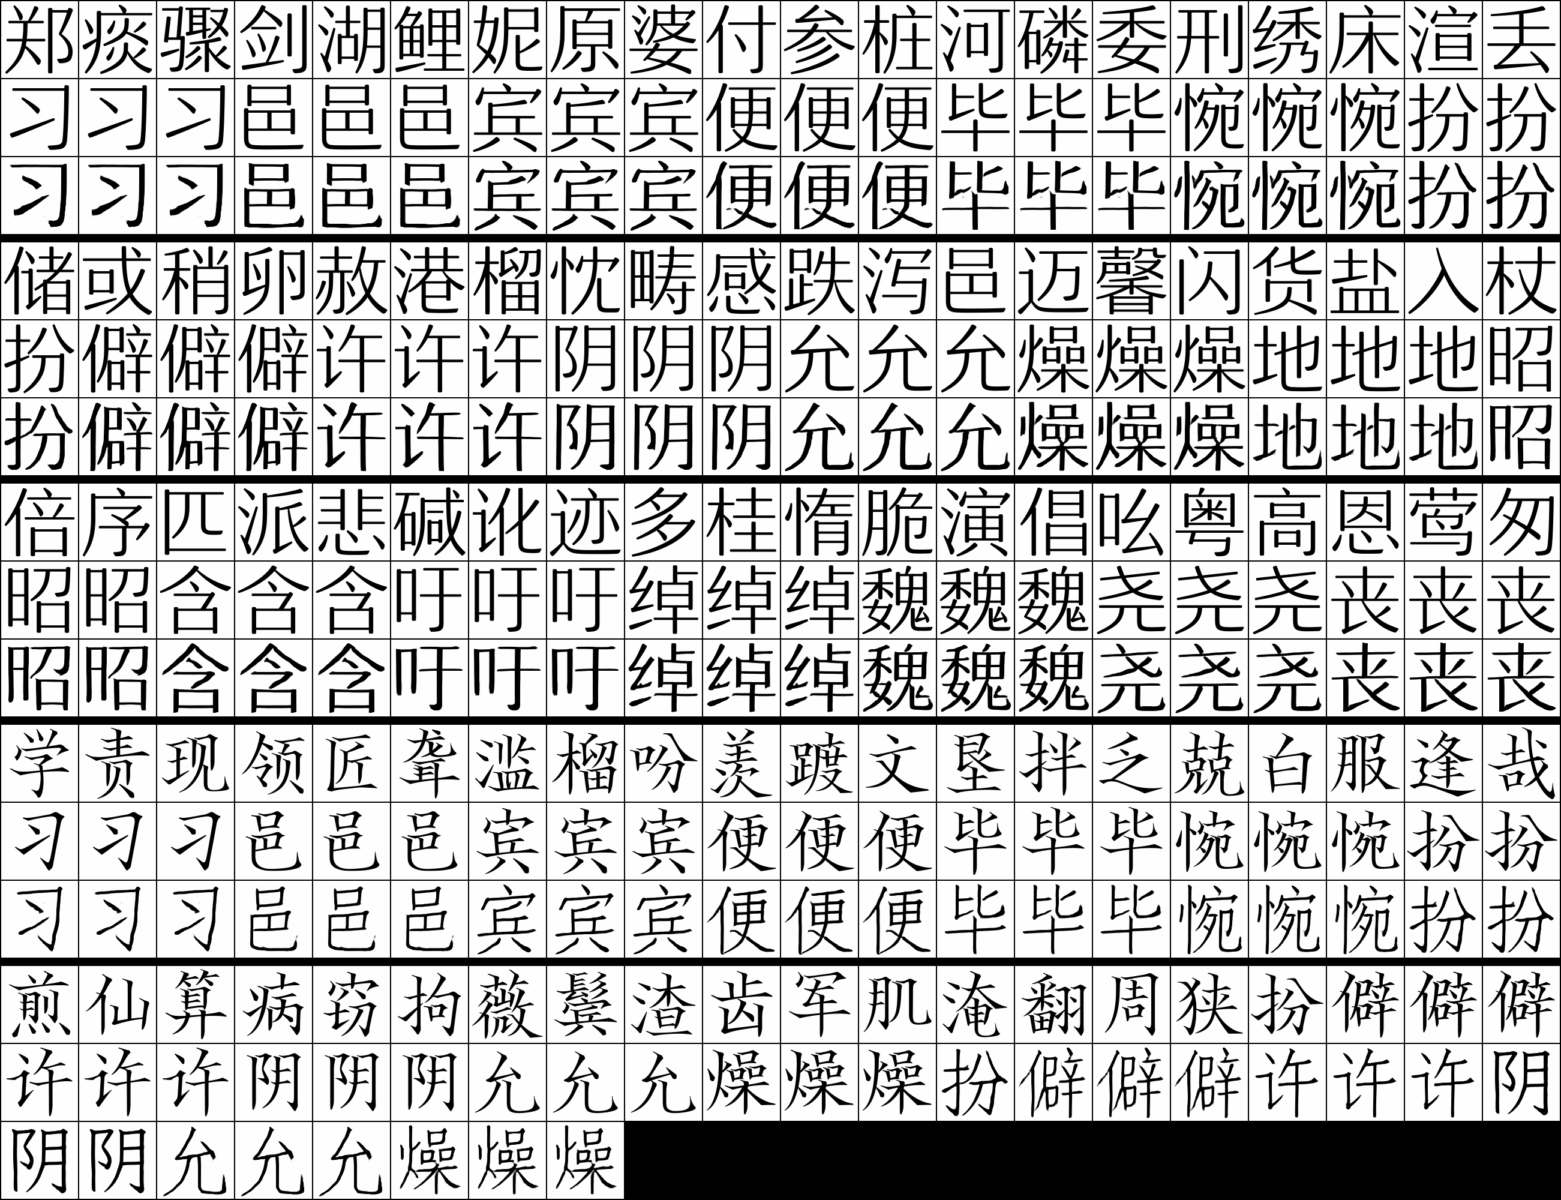 郑痰骤剑湖鲤妮原婆付参桩河磷委刑绣床渲丢
习习习邑邑邑宾宾宾便便便毕毕毕惋惋惋扮扮
习习习邑邑邑宾宾宾便便便毕毕毕惋惋惋扮扮
储或稍卵赦港榴忱畴感跌泻邑迈馨闪货盐入杖
扮僻僻僻许许许阴阴阴允允允燥燥燥地地地昭
扮僻僻僻许许许阴阴阴允允允燥燥燥地地地昭
倍序匹派悲碱讹迹多桂惰脆演倡吆粤高恩莺匆
昭昭含含含吁吁吁绰绰绰魏魏魏尧尧尧丧丧丧
昭昭含含含吁吁吁绰绰绰魏魏魏尧尧尧丧丧丧
学责现领匠聋滥榴吩羡踱文垦拌乏兢白服逢哉
习习习邑邑邑宾宾宾便便便毕毕毕惋惋惋扮扮
习习习邑邑邑宾宾宾便便便毕毕毕惋惋惋扮扮
煎仙算病窃拘薇鬓渣齿军肌淹翻周狭扮僻僻僻
许许许阴阴阴允允允燥燥燥扮僻僻僻许许许阴
阴阴允允允燥燥燥